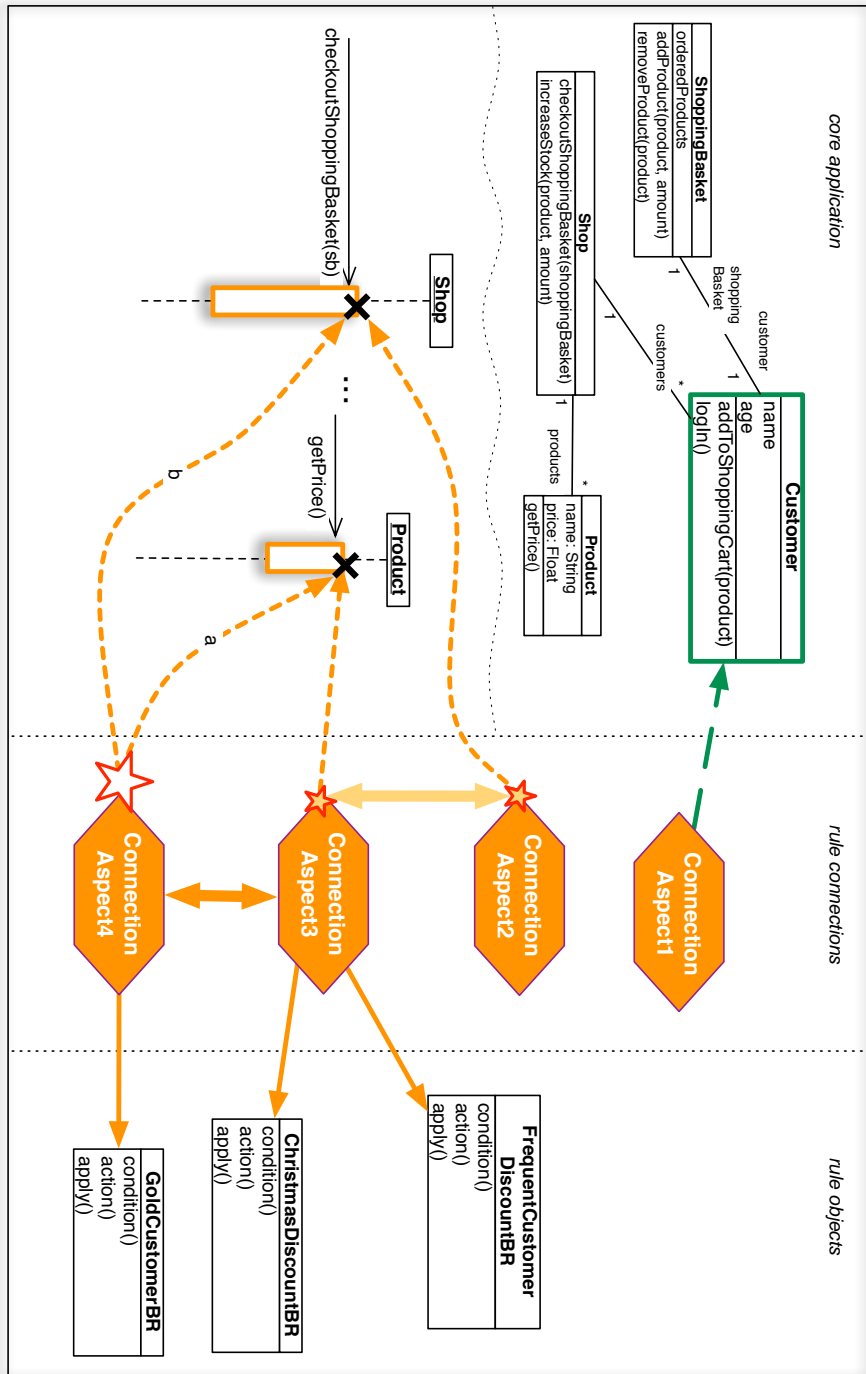 core application
rule connections
rule objects
ShoppingBasket
orderedProducts
addProduct(product, amount)
removeProduct(product)
1
shopping
Basket
customer
1
Customer
name
age
addToShoppingCart(product)
logIn()
*
customers
1
Shop
checkoutShoppingBasket(shoppingBasket)
increaseStock(product, amount)
1
products
*
Product
name: String
price: Float
getPrice()
checkoutShoppingBasket(sb)
Shop
...
getPrice()
Product
b
a
Connection
Aspect1
Connection
Aspect2
Connection
Aspect3
Connection
Aspect4
FrequentCustomer
DiscountBR
condition()
action()
apply()
ChristmasDiscountBR
condition()
action()
apply()
GoldCustomerBR
condition()
action()
apply()